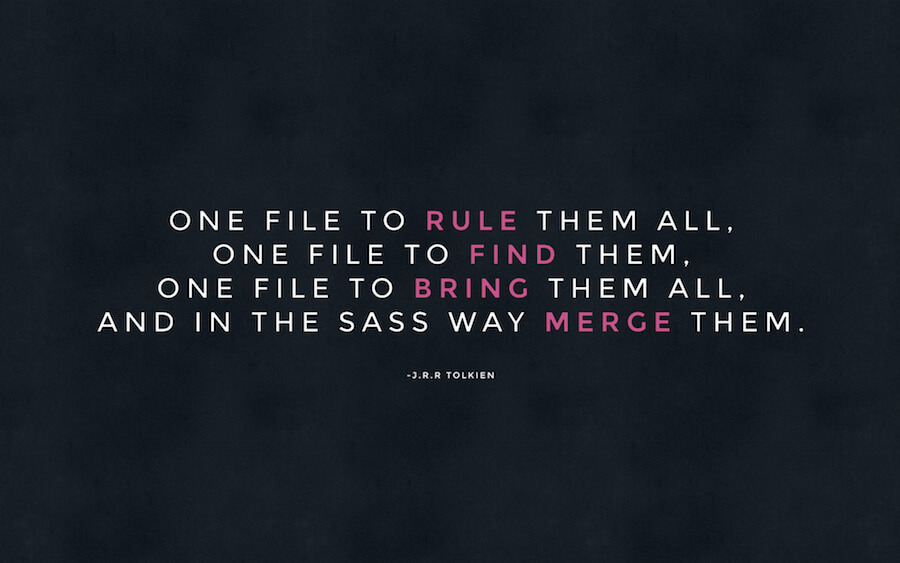 ONE FILE TO RULE THEM ALL,
ONE FILE TO FIND THEM,
ONE FILE TO BRING THEM ALL,
AND IN THE SASS WAY MERGE THEM.
-J.R.R TOLKIEN